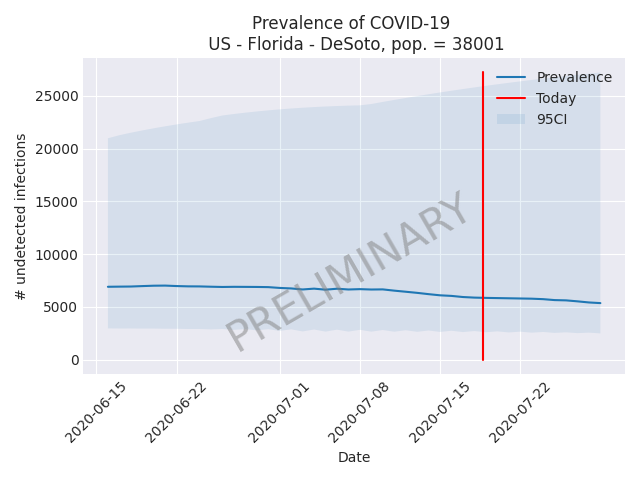 Prevalence of COVID-19
US - Florida - DeSoto, pop. = 38001
Prevalence
Today
95CI
25000
20000
15000
10000
5000
0
# undetected infections
PRELIMINARY
2020-06-15
2020-06-22
2020-07-01
2020-07-08
2020-07-15
2020-07-22
Date